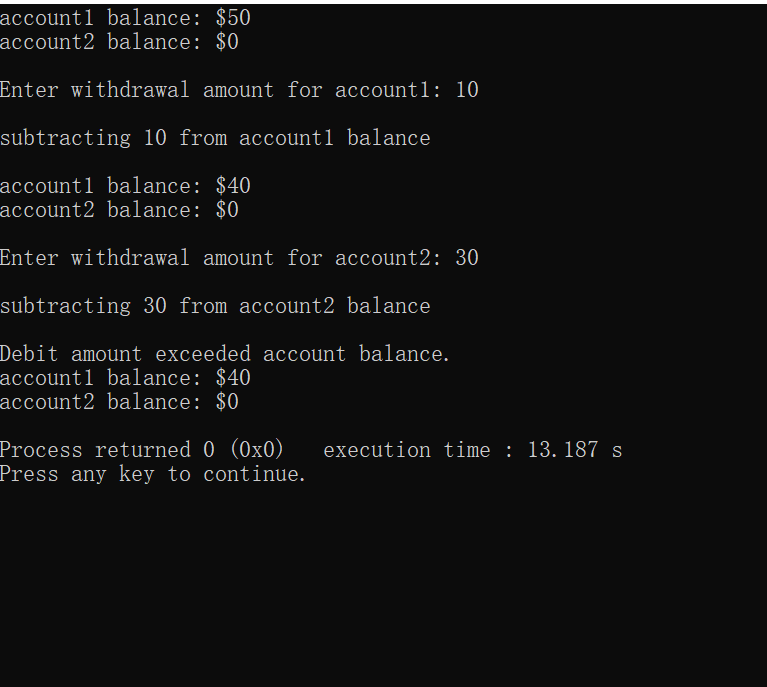 account1 balance: $50
account2 balance: $0
Enter withdrawal amount for account1: 10
subtracting 10 from account1 balance
account1 balance: $40
account2 balance: $0
Enter withdrawal amount for account2: 30
subtracting 30 from account2 balance
Debit amount exceeded account balance.
account1 balance: $40
account2 balance: $0
Process returned 0 (0x0)   execution time : 13.187 s
Press any key to continue.